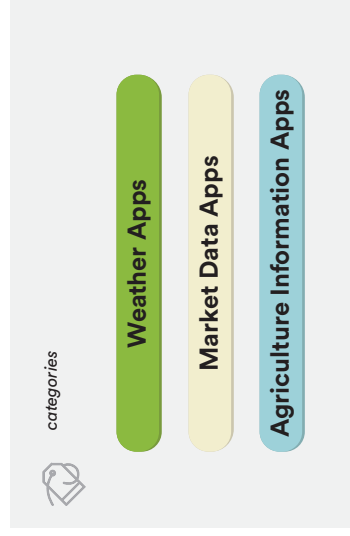 categories
Weather Apps
Market Data Apps
Agriculture Information Apps